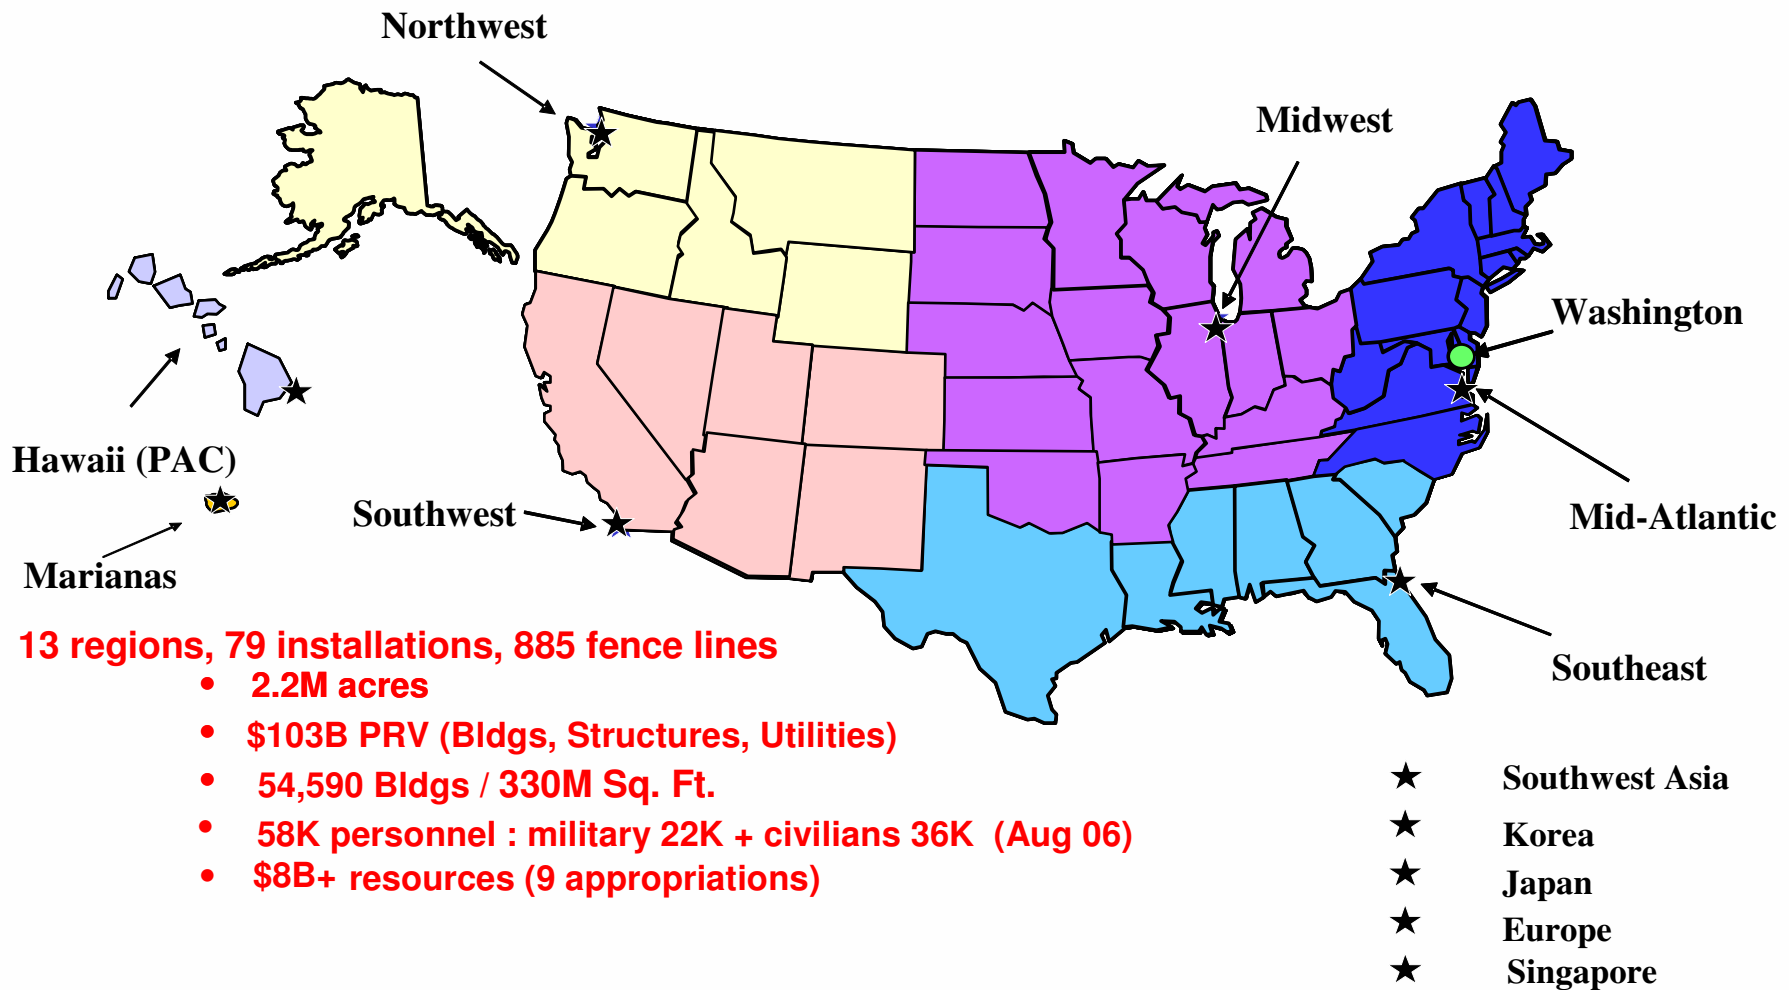 Northwest
Midwest
Washington
Hawaii (PAC)
Southwest
Mid-Atlantic
Marianas
13 regions, 79 installations, 885 fence lines
• 2.2M acres
• $103B PRV (Bldgs, Structures, Utilities)
• 54,590 Bldgs / 330M Sq. Ft.
• 58K personnel : military 22K + civilians 36K (Aug 06)
• $8B+ resources (9 appropriations)
Southeast
Southwest Asia
Korea
Japan
Europe
Singapore